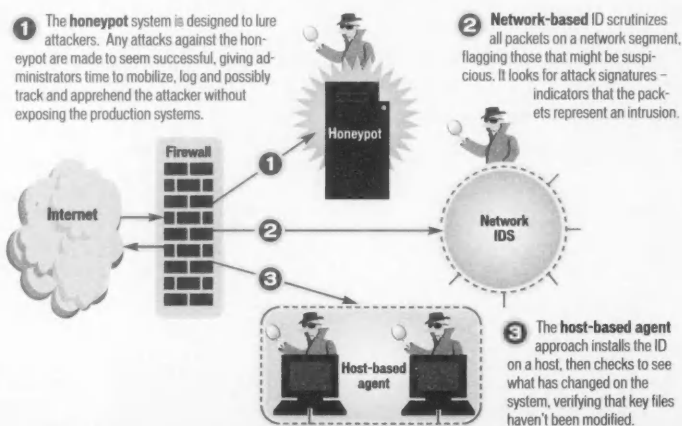 1 The honeypot system is designed to lure
attackers. Any attacks against the hon-
eypot are made to seem successful, giving ad-
ministrators time to mobilize, log and possibly
track and apprehend the attacker without
exposing the production systems.
2 Network-based ID scrutinizes
all packets on a network segment,
flagging those that might be suspi-
cious. It looks for attack signatures –
indicators that the pack-
ets represent an intrusion.
Firewall
Honeypot
1
Internet
2
Network
IDS
3
Host-based
agent
3 The host-based agent
approach installs the ID
on a host, then checks to see
what has changed on the
system, verifying that key files
haven't been modified.